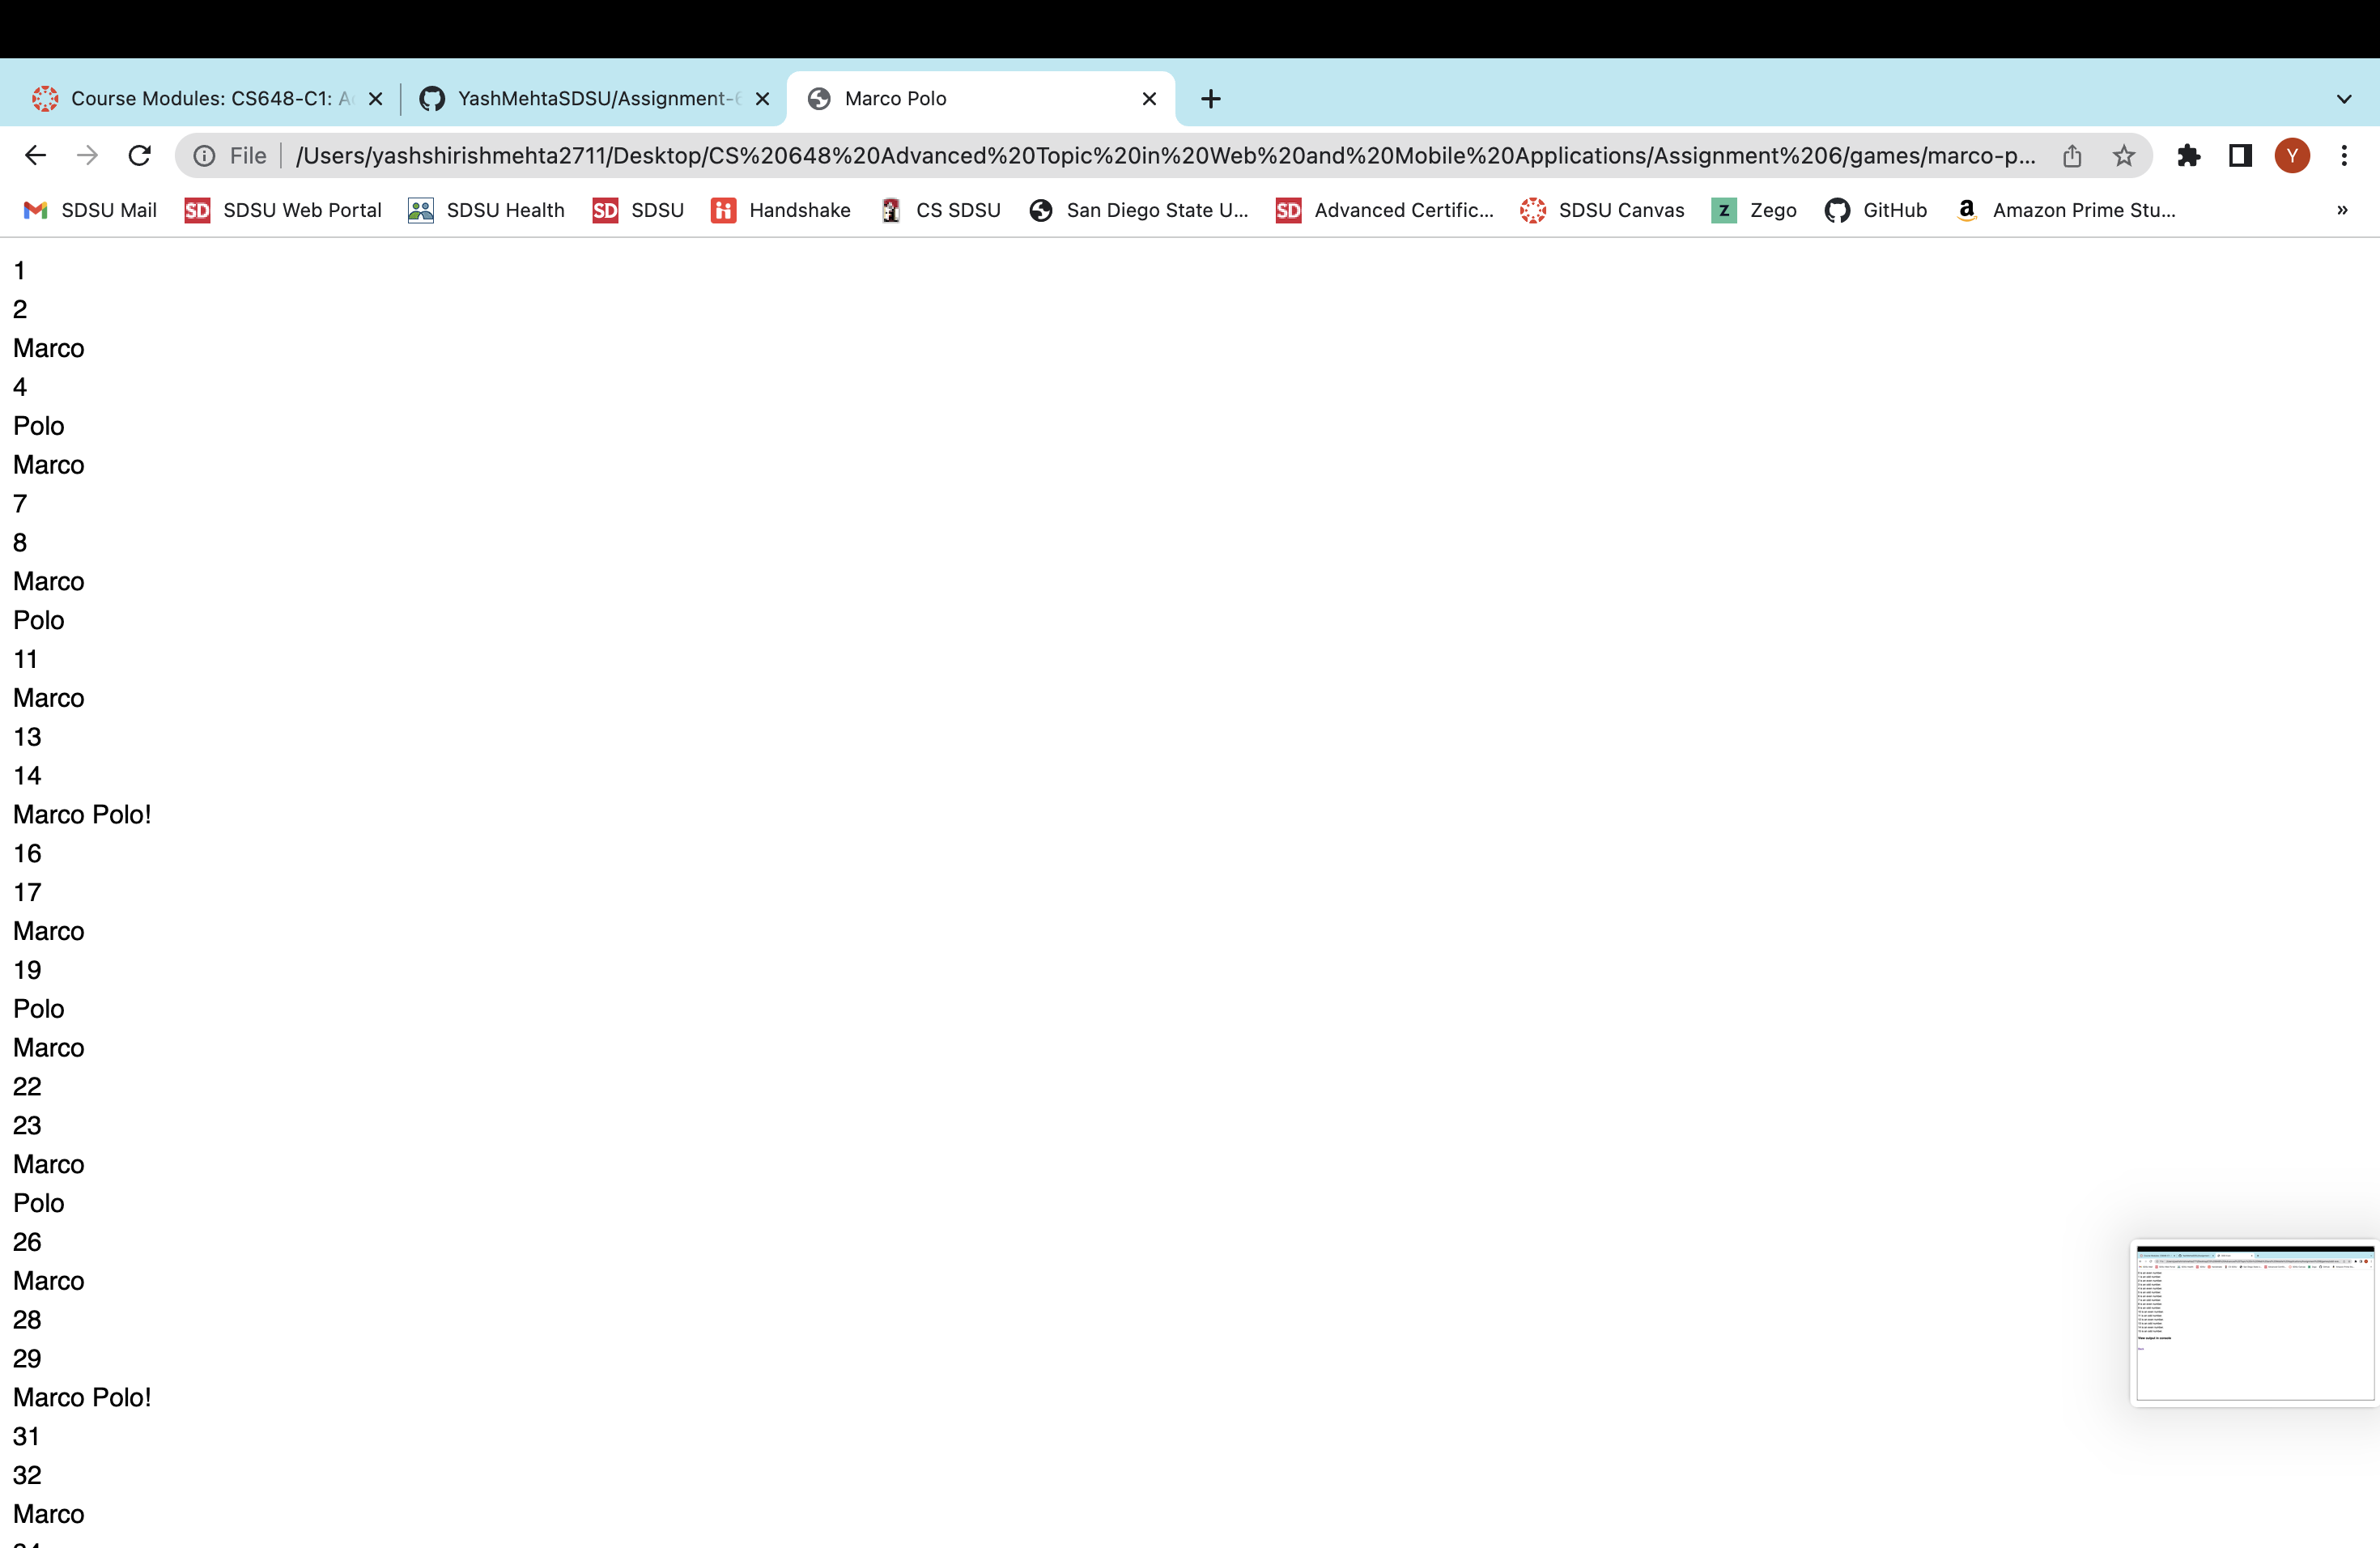 Course Modules: CS648-C1: A
YashMehtaSDSU/Assignment-6
Marco Polo
File /Users/yashshirishmehta2711/Desktop/CS%20648%20Advanced%20Topic%20in%20Web%20and%20Mobile%20Applications/Assignment%206/games/marco-p...
Y
SDSU Mail SDSU Web Portal SDSU Health SDSU Handshake CS SDSU San Diego State U... Advanced Certific... SDSU Canvas Zego GitHub Amazon Prime Stu... »
1
2
Marco
4
Polo
Marco
7
8
Marco
Polo
11
Marco
13
14
Marco Polo!
16
17
Marco
19
Polo
Marco
22
23
Marco
Polo
26
Marco
28
29
Marco Polo!
31
32
Marco